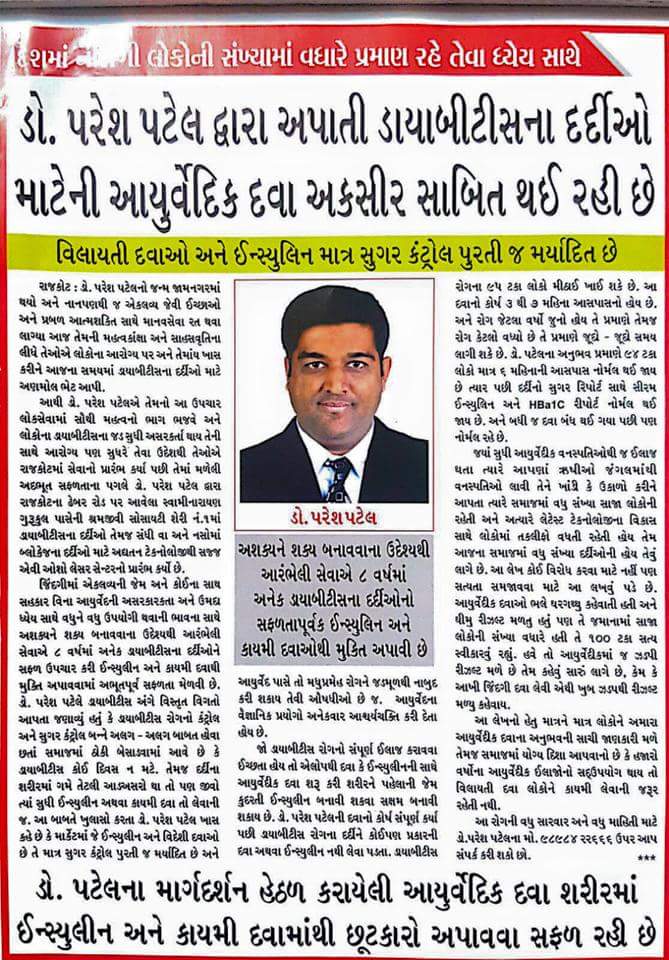 દેશમાં લોકોની સંખ્યામાં વધારે પ્રમાણ રહે તેવા ધ્યેય સાથે
ડો. પરેશ પટેલ દ્વારા અપાતી ડાયાબીટીસના દર્દીઓ
માટેની આયુર્વેદિક દવા અકસીર સાબિત થઈ રહી છે
વિલાયતી દવાઓ અને ઈન્સ્યુલિન માત્ર સુગર કંટ્રોલ પુરતી જ મર્યાદિત છે
રાજકોટ : ડો. પરેશ પટેલનો જન્મ જામનગરમાં
થયો અને નાનપણથી જ એકલવ્ય જેવી ઈચ્છાઓ
અને પ્રબળ આત્મશકિત સાથે માનવસેવા રત થવા
લાગ્યા આજ તેમની મહત્વકાંક્ષા અને સાહસવૃતિના
લીધે તેઓએ લોકોના આરોગ્ય પર અને તેમાંય ખાસ
કરીને આજના સમયમાં ડાયાબીટીસના દર્દીઓ માટે
અણમોલ ભેટ આપી.
આથી ડો. પરેશ પટેલએ તેમનો આ ઉપચાર
લોકસેવામાં સૌથી મહત્વનો ભાગ ભજવે અને
લોકોના ડાયાબીટીસના જડ સુધી અસરકર્તા થાય તેની
સાથે આરોગ્ય પણ સુધરે તેવા ઉદેશથી તેઓએ
રાજકોટમાં સેવાનો પ્રારંભ કર્યા પછી તેમાં મળેલી
અદભૂત સફળતાના પગલે ડો. પરેશ પટેલ દ્વારા
રાજકોટના ઢેબર રોડ પર આવેલા સ્વામીનારાયણ
ગુરૂકુળ પાસેની શ્રમજીવી સોસાયટી શેરી નં.૧માં
ડાયાબીટીસના દર્દીઓ તેમજ સંધી વા અને નસોમાં
બ્લોકેજના દર્દીઓ માટે અદ્યતન ટેકનોલોજીથી સજ્જ
એવી ઓશો લેસર સેન્ટરનો પ્રારંભ કર્યો છે.
જિંદગીમાં એકલવ્યની જેમ અને કોઈના સાથ
સહકાર વિના આયુર્વેદની અસરકારકતા અને ઉમદા
ધ્યેય સાથે વધુને વધુ ઉપયોગી થવાની ભાવના સાથે
અશક્યને શકય બનાવવાના ઉદેશ્યથી આરંભેલી
સેવાએ ૮ વર્ષમાં અનેક ડાયાબીટીસના દર્દીઓને
સફળ ઉપચાર કરી ઈન્સ્યુલીન અને કાયમી દવાથી
મુકિત અપાવવામાં અભૂતપૂર્વ સફળતા મેળવી છે.
ડો. પરેશ પટેલે ડાયાબીટીસ અંગે વિસ્તૃત વિગતો
આપતા જણાવ્યું હતું કે ડાયાબીટીસ રોગનો કંટ્રોલ
અને સુગર કંટ્રોલ બન્ને અલગ - અલગ બાબત હોવા
છતાં સમાજમાં ઠોકી બેસાડવામાં આવે છે કે
ડાયાબીટીસ કોઈ દિવસ ન મટે. તેમજ દર્દીના
શરીરમાં ગમે તેટલી આડઅસરો થા તો પણ જીવો
ત્યાં સુધી ઈન્સ્યુલીન અથવા કાયમી દવા તો લેવાની
જ. આ બાબતે ખુલાસો કરતા ડો. પરેશ પટેલ ખાસ
કહે છે કે માર્કેટમાં જે ઈન્સ્યુલીન અને વિદેશી દવાઓ
છે તે માત્ર સુગર કંટ્રોલ પુરતી જ મર્યાદિત છે અને
ડો. પરેશ પટેલ
અશક્યને શક્ય બનાવવાના ઉદેશ્યથી
આરંભેલી સેવાએ ૮ વર્ષમાં
અનેક ડાયાબીટીસના દર્દીઓનો
સફળતાપૂર્વક ઈન્સ્યુલિન અને
કાયમી દવાઓથી મુકિત અપાવી છે
આયુર્વેદ પાસે તો મધુપ્રમેહ રોગને જડમૂળથી નાબુદ
કરી શકાય તેવી ઔષધીઓ છે જ. આયુર્વેદના
વૈજ્ઞાનિક પ્રયોગો અનેકવાર આશ્ચર્યચકિત કરી દેતા
હોય છે.
જો ડાયાબીટીસ રોગનો સંપૂર્ણ ઈલાજ કરાવવા
ઈચ્છતા હોય તો એલોપથી દવા કે ઈન્સ્યુલીનની સાથે
આયુર્વેદિક દવા શરૂ કરી શરીરને પહેલાની જેમ
કુદરતી ઈન્સ્યુલીન બનાવી શકવા સક્ષમ બનાવી
શકાય છે. ડો. પરેશ પટેલની દવાનો કોર્ષ સંપૂર્ણ કર્યા
પછી ડાયાબીટીસ રોગના દર્દીને કોઈપણ પ્રકારની
દવા અથવા ઈન્સ્યુલીન નથી લેવા પડતા. ડાયાબીટીસ
રોગના ૯૫ ટકા લોકો મીઠાઈ ખાઈ શકે છે. આ
દવાનો કોર્ષ ૩ થી ૭ મહિના આસપાસનો હોય છે.
અને રોગ જેટલા વર્ષો જુનો હોય તે પ્રમાણે તેમજ
રોગ કેટલો વધ્યો છે તે પ્રમાણે જૂદો - જૂદો સમય
લાગી શકે છે. ડો. પટેલના અનુભવ પ્રમાણે ૯૪ ટકા
લોકો માત્ર ૬ મહિનાની આસપાસ નોર્મલ થઈ જાય
છે ત્યાર પછી દર્દીનો સુગર રિપોર્ટ સાથે સીરમ
ઈન્સ્યુલીન અને HBa1C રીપોર્ટ નોર્મલ થઈ
જાય છે. અને બધી જ દવા બંધ થઈ ગયા પછી પણ
નોર્મલ રહે છે.
જ્યાં સુધી આયુર્વેદીક વનસ્પતિઓથી જ ઈલાજ
થતા ત્યારે આપણાં ઋષીઓ જંગલમાંથી
વનસ્પતિઓ લાવી તેને ખાંડી કે ઉકાળો કરીને
આપતા ત્યારે સમાજમાં વધુ સંખ્યા સાજા લોકોની
રહેતી અને અત્યારે લેટેસ્ટ ટેકનોલોજીના વિકાસ
સાથે લોકોમાં તકલીફો વધતી રહેતી હોય તેમ
આજના સમાજમાં વધુ સંખ્યા દર્દીઓની હોય તેવું
લાગે છે. આ લેખ કોઈ વિરોધ કરવા માટે નહીં પણ
સત્યતા સમજાવવા માટે આ લખવું પડે છે.
આયુર્વેદીક દવાઓ ભલે ઘરગથ્થુ કહેવાતી હતી અને
ધીમુ રીઝલ્ટ મળતુ હતું પણ તે જમાનામાં સાજા
લોકોની સંખ્યા વધારે હતી તે ૧૦૦ ટકા સત્ય
સ્વીકારવું રહ્યું. હવે તો આયુર્વેદીકમાં જ ઝડપી
રીઝલ્ટ મળે છે તેમ કહેવું સારું લાગે છે, કેમ કે
આખી જિંદગી દવા લેવી એથી ખુબ ઝડપથી રીઝલ્ટ
મળ્યુ કહેવાય.
આ લેખનો હેતુ માત્રને માત્ર લોકોને અમારા
આયુર્વેદિક દવાના અનુભવની સાચી જાણકારી મળે
તેમજ સમાજમાં યોગ્ય દિશા આપવાનો છે કે હજારો
વર્ષોના આયુર્વેદીક ઈલાજોનો સદ્ઉપયોગ થાય તો
વિલાયતી દવા લોકોને કાયમી લેવાની જરૂર
રહેતી નથી.
આ રોગની વધુ સારવાર અને વધુ માહિતી માટે
ડો.પરેશ પટેલના મો. ૯૮૯૮૪ ૨૨૬૬૬ ઉપર આપ
સંપર્ક કરી શકો છો. ***
ડો. પટેલના માર્ગદર્શન હેઠળ કરાયેલી આયુર્વેદિક દવા શરીરમાં
ઈન્સ્યુલીન અને કાયમી દવામાંથી છૂટકારો અપાવવા સફળ રહી છે